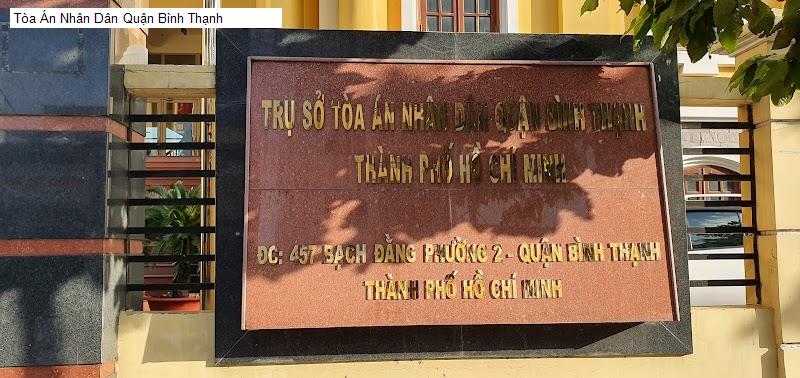 Tòa Án Nhân Dân Quận Bình Thạnh
TRỤ SỞ TÒA ÁN NHÂN DÂN QUẬN BÌNH THẠNH
THÀNH PHỐ HỒ CHÍ MINH
ĐC: 457 BẠCH ĐẰNG PHƯỜNG 2 - QUẬN BÌNH THẠNH
THÀNH PHỐ HỒ CHÍ MINH